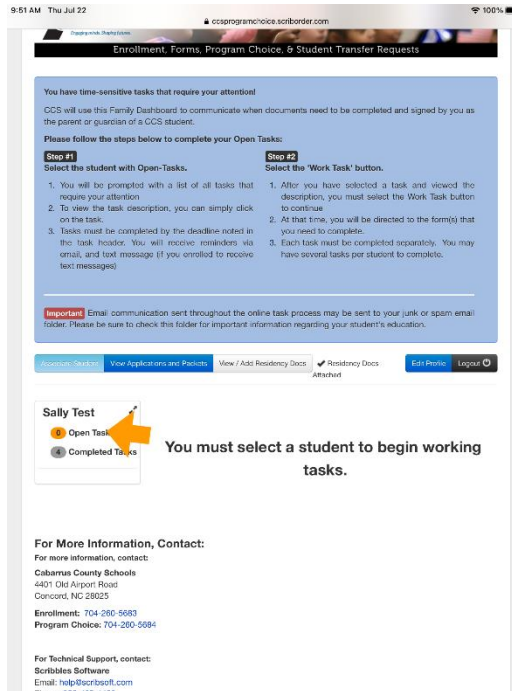 9:51 AM Thu Jul 22
100%
ccsprogramchoice.scriborder.com
Engaging minds, Shaping futures.
Enrollment, Forms, Program Choice, & Student Transfer Requests
You have time-sensitive tasks that require your attention!
CCS will use this Family Dashboard to communicate when documents need to be completed and signed by you as
the parent or guardian of a CCS student.
Please follow the steps below to complete your Open Tasks:
Step #1
Select the student with Open-Tasks.
1. You will be prompted with a list of all tasks that
require your attention
2. To view the task description, you can simply click
on the task.
3. Tasks must be completed by the deadline noted in
the task header. You will receive reminders via
email, and text message (if you enrolled to receive
text messages)
Step #2
Select the 'Work Task' button.
1. After you have selected a task and viewed the
description, you must select the Work Task button
to continue
2. At that time, you will be directed to the form(s) that
you need to complete.
3. Each task must be completed separately. You may
have several tasks per student to complete.
Important Email communication sent throughout the online task process may be sent to your junk or spam email
folder. Please be sure to check this folder for important information regarding your student's education.
Student
View Applications and Packets
View / Add Residency Docs
Residency Docs
Attached
Edit Profile
Logout
Sally Test
0 Open Task
4 Completed Tasks
You must select a student to begin working
tasks.
For More Information, Contact:
For more information, contact:
Cabarrus County Schools
4401 Old Airport Road
Concord, NC 28025
Enrollment: 704-260-5683
Program Choice: 704-260-5684
For Technical Support, contact:
Scribbles Software
Email: help@scribsoft.com